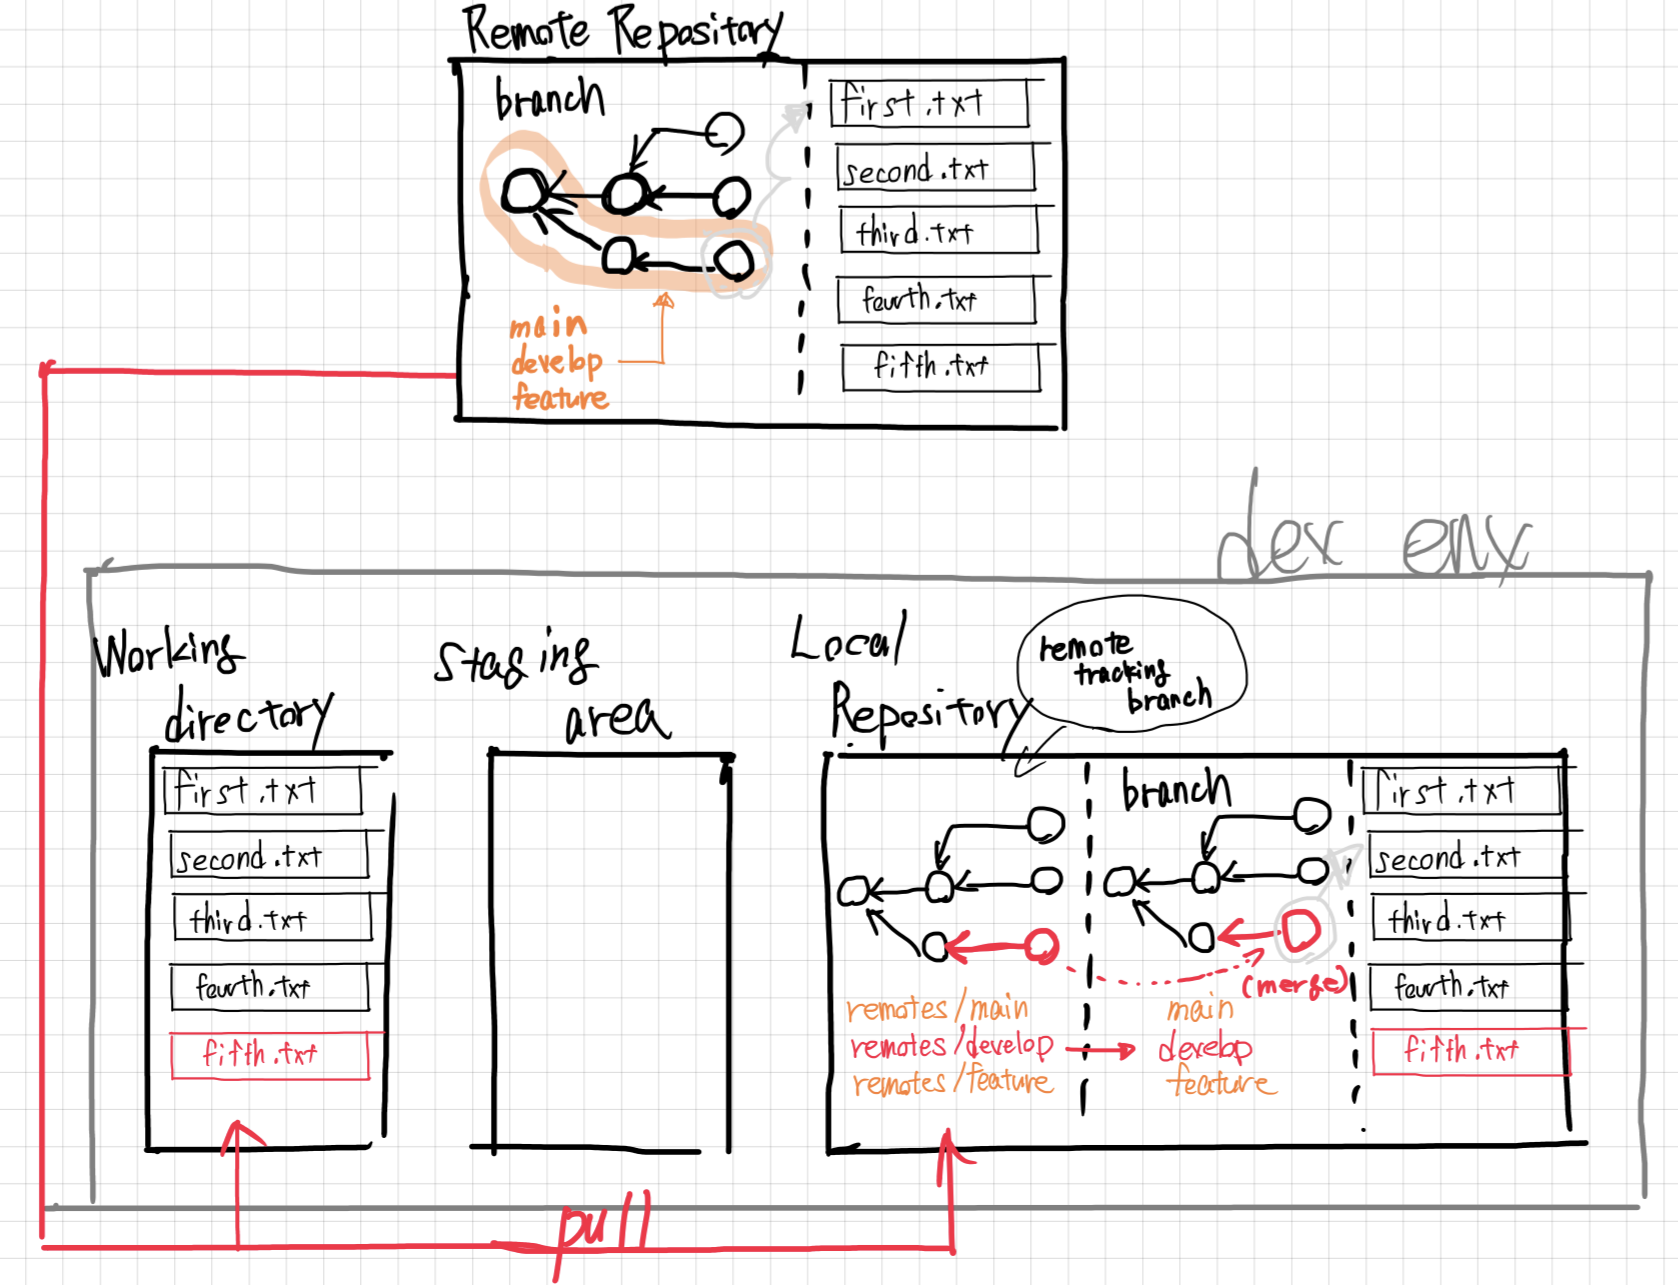 Remote Repository
branch
first.txt
second.txt
third.txt
fourth.txt
fifth.txt
main
develop
feature
dev env
Working
directory
Staging
area
Local
Repository
remote
tracking
branch
first.txt
second.txt
third.txt
fourth.txt
fifth.txt
branch
(merge)
remotes/main
remotes/develop
remotes/feature
main
develop
feature
first.txt
second.txt
third.txt
fourth.txt
fifth.txt
pull